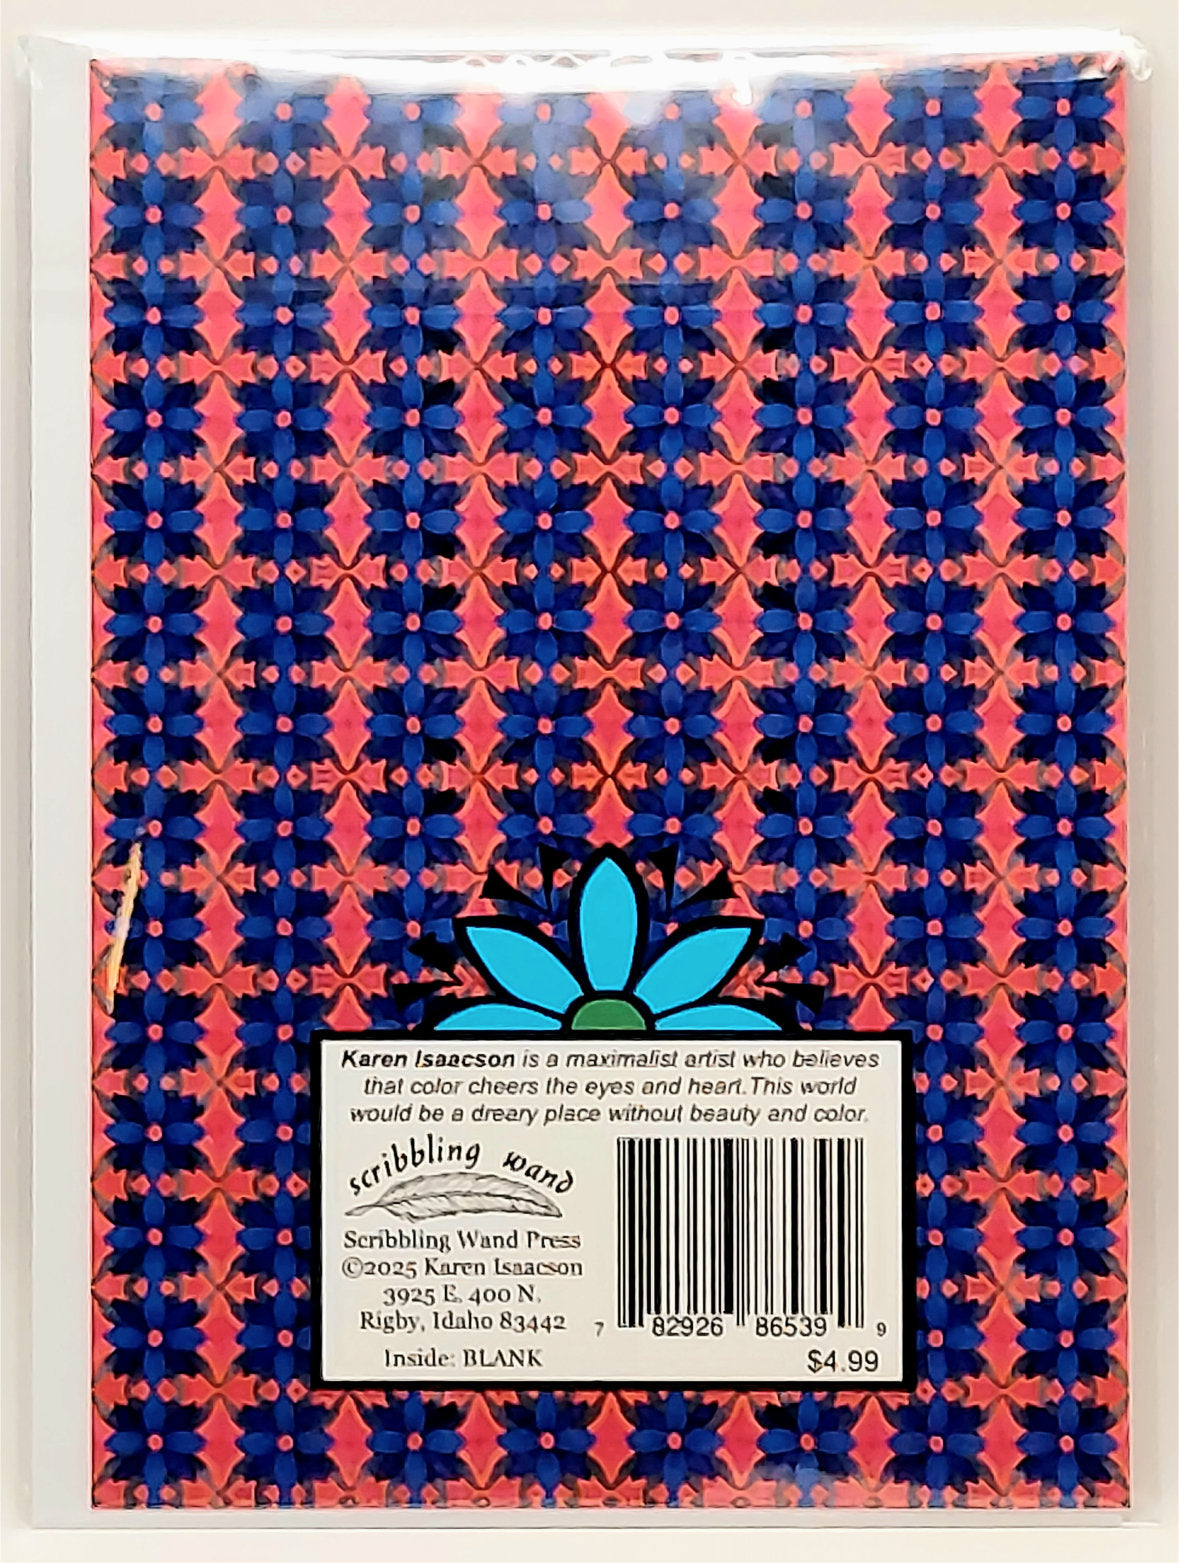 Karen Isaacson is a maximalist artist who believes
that color cheers the eyes and heart. This world
would be a dreary place without beauty and color.
scribbling wand
Scribbling Wand Press
©2025 Karen Isaacson
3925 E. 400 N.
Rigby, Idaho 83442
Inside: BLANK
7 82926 86539 9
$4.99